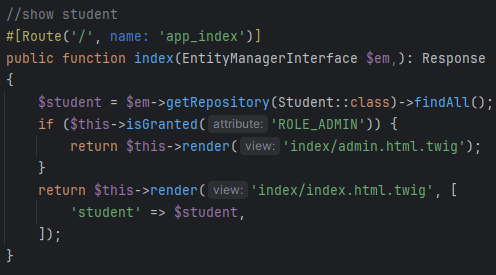 //show student
#[Route('/', name: 'app_index')]
public function index(EntityManagerInterface $em,): Response
{
    $student = $em->getRepository(Student::class)->findAll();
    if ($this->isGranted( attribute: 'ROLE_ADMIN')) {
        return $this->render( view: 'index/admin.html.twig');
    }
    return $this->render( view: 'index/index.html.twig', [
        'student' => $student,
    ]);
}